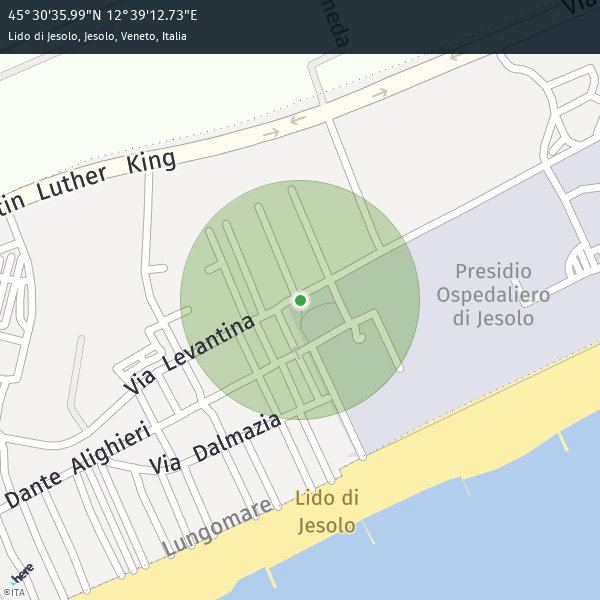 45°30'35.99"N 12°39'12.73"E
Lido di Jesolo, Jesolo, Veneto, Italia
meda
Via
tin Luther King
Presidio
Ospedaliero
di Jesolo
Via Levantina
Dante Alighieri
Via Dalmazia
Lido di
Jesolo
Lungomare
here
©ITA